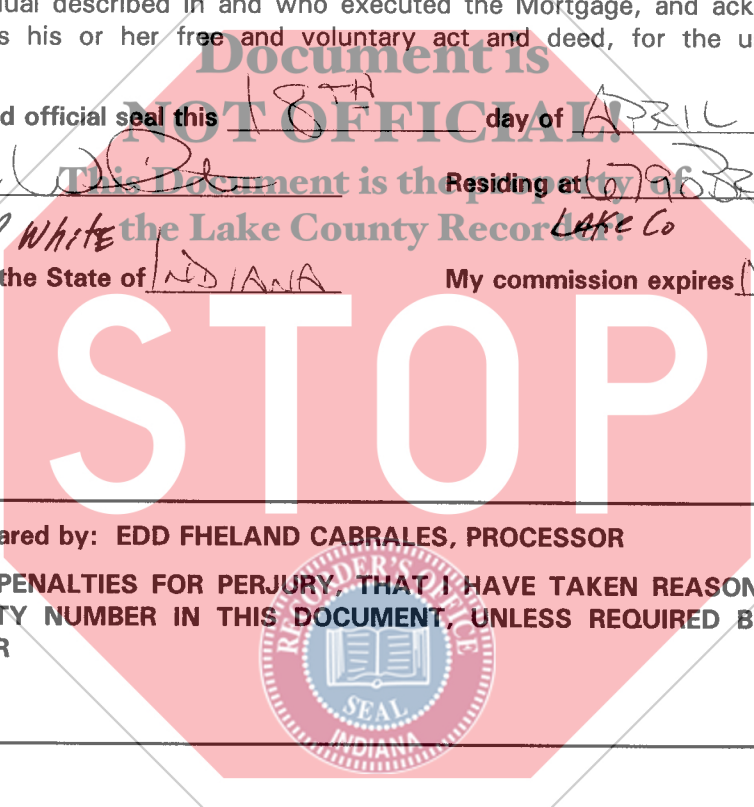 ual described in and who executed the Mortgage, and ack
s his or her free and voluntary act and deed, for the u
Document is
NOT OFFICIAL!
This Document is the property of
the Lake County Recorder!
d official seal this 18TH day of APRIL
Residing at 6796
White LAKE CO
the State of INDIANA My commission expires
STOP
ared by: EDD FHELAND CABRALES, PROCESSOR
PENALTIES FOR PERJURY, THAT I HAVE TAKEN REASON
TY NUMBER IN THIS DOCUMENT, UNLESS REQUIRED B
R
RECORDER'S OFFICE
SEAL
INDIANA